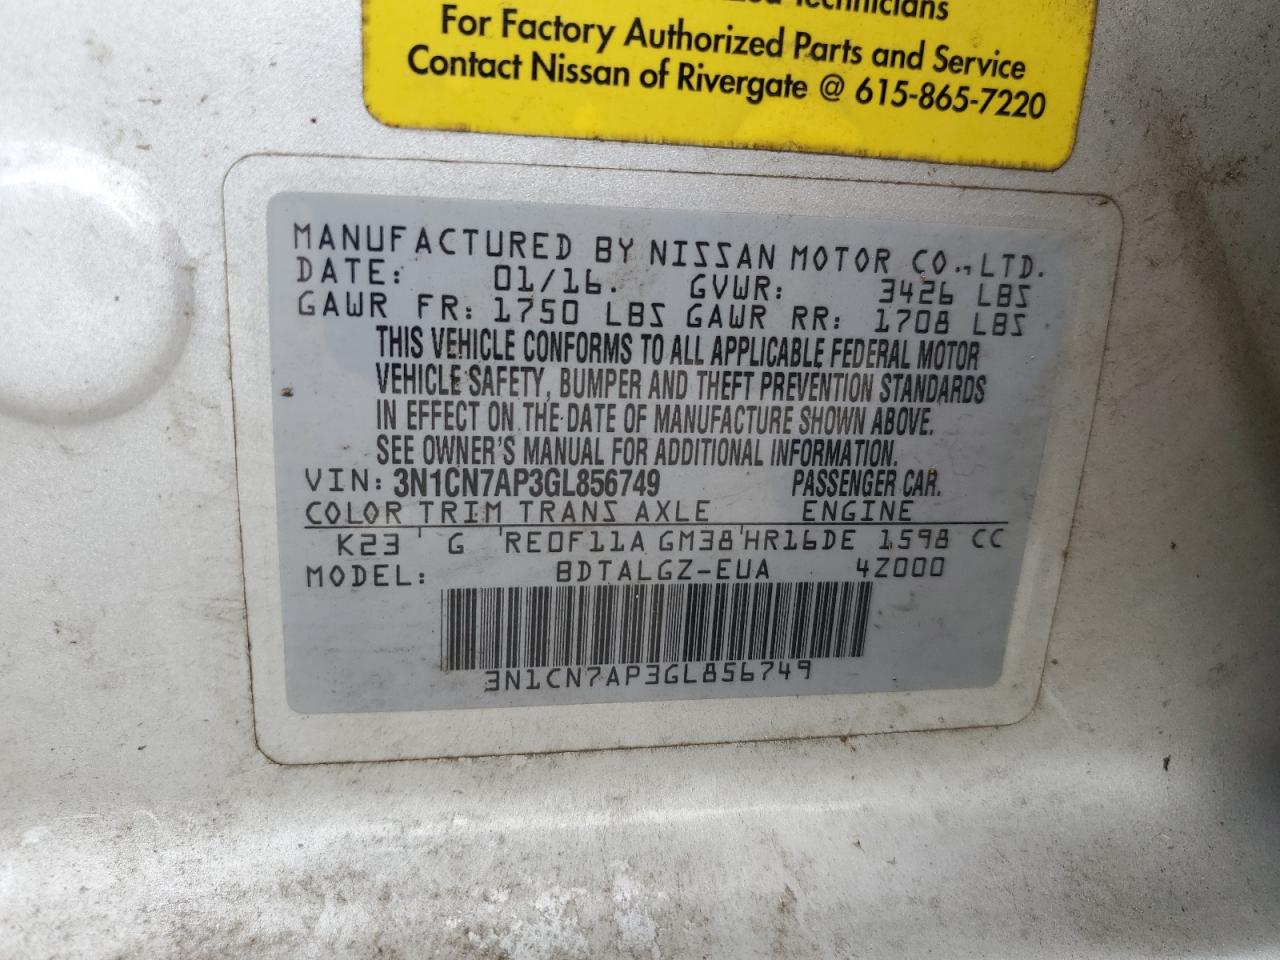 Technicians
For Factory Authorized Parts and Service
Contact Nissan of Rivergate @ 615-865-7220
MANUFACTURED BY NISSAN MOTOR CO.,LTD.
DATE: 01/16. GVWR: 3426 LBS
GAWR FR: 1750 LBS GAWR RR: 1708 LBS
THIS VEHICLE CONFORMS TO ALL APPLICABLE FEDERAL MOTOR
VEHICLE SAFETY, BUMPER AND THEFT PREVENTION STANDARDS
IN EFFECT ON THE DATE OF MANUFACTURE SHOWN ABOVE.
SEE OWNER'S MANUAL FOR ADDITIONAL INFORMATION.
VIN: 3N1CN7AP3GL856749 PASSENGER CAR.
COLOR TRIM TRANS AXLE ENGINE
K23 G RE0F11A GM38 HR16DE 1598 CC
MODEL: BDTALGZ-EUA 4Z000
3N1CN7AP3GL856749